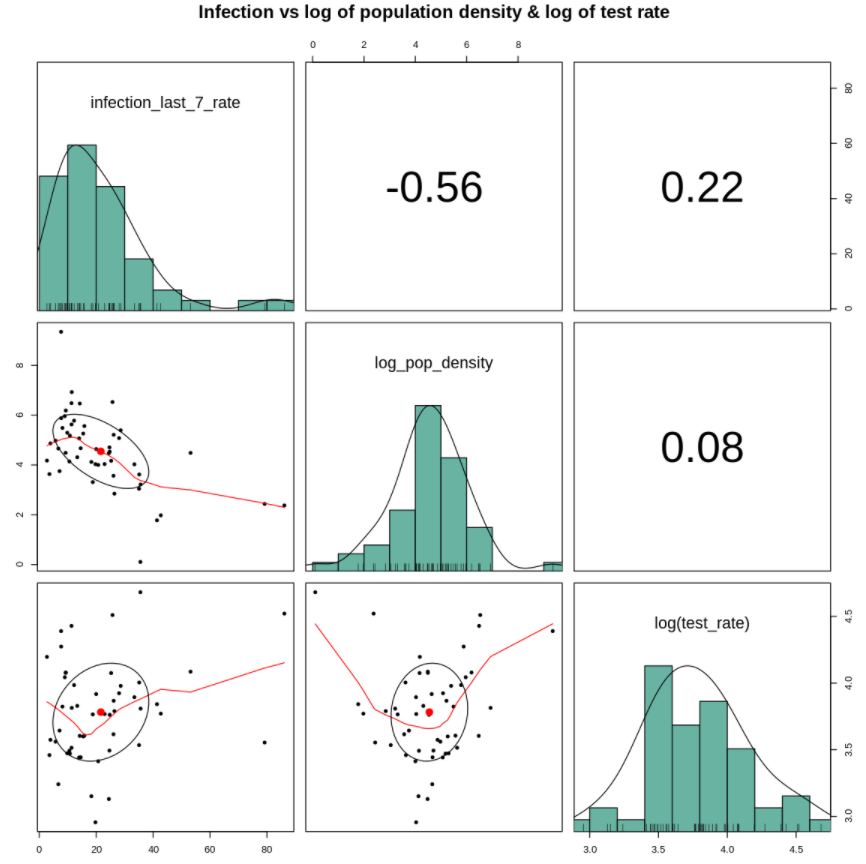 Infection vs log of population density & log of test rate
0 2 4 6 8
infection_last_7_rate
-0.56
0.22
0 20 40 60 80
0 2 4 6 8
log_pop_density
0.08
log(test_rate)
3.0 3.5 4.0 4.5
0 20 40 60 80
3.0 3.5 4.0 4.5